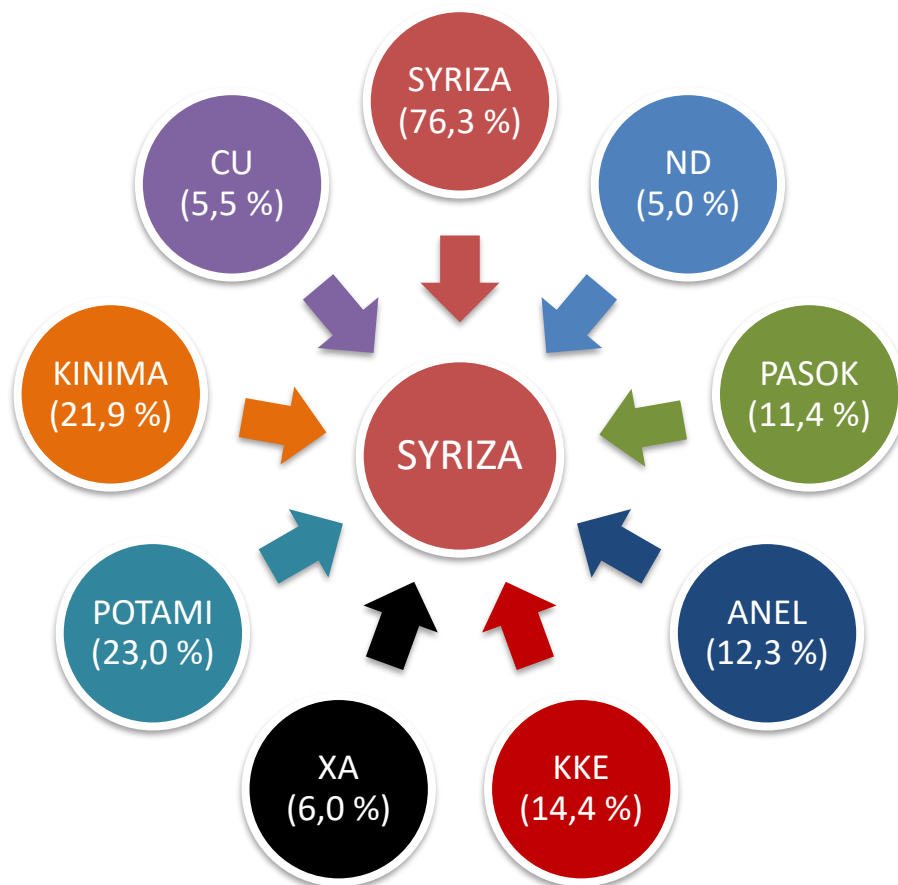 SYRIZA
(76,3 %)
ND
(5,0 %)
PASOK
(11,4 %)
ANEL
(12,3 %)
KKE
(14,4 %)
XA
(6,0 %)
POTAMI
(23,0 %)
KINIMA
(21,9 %)
CU
(5,5 %)
SYRIZA